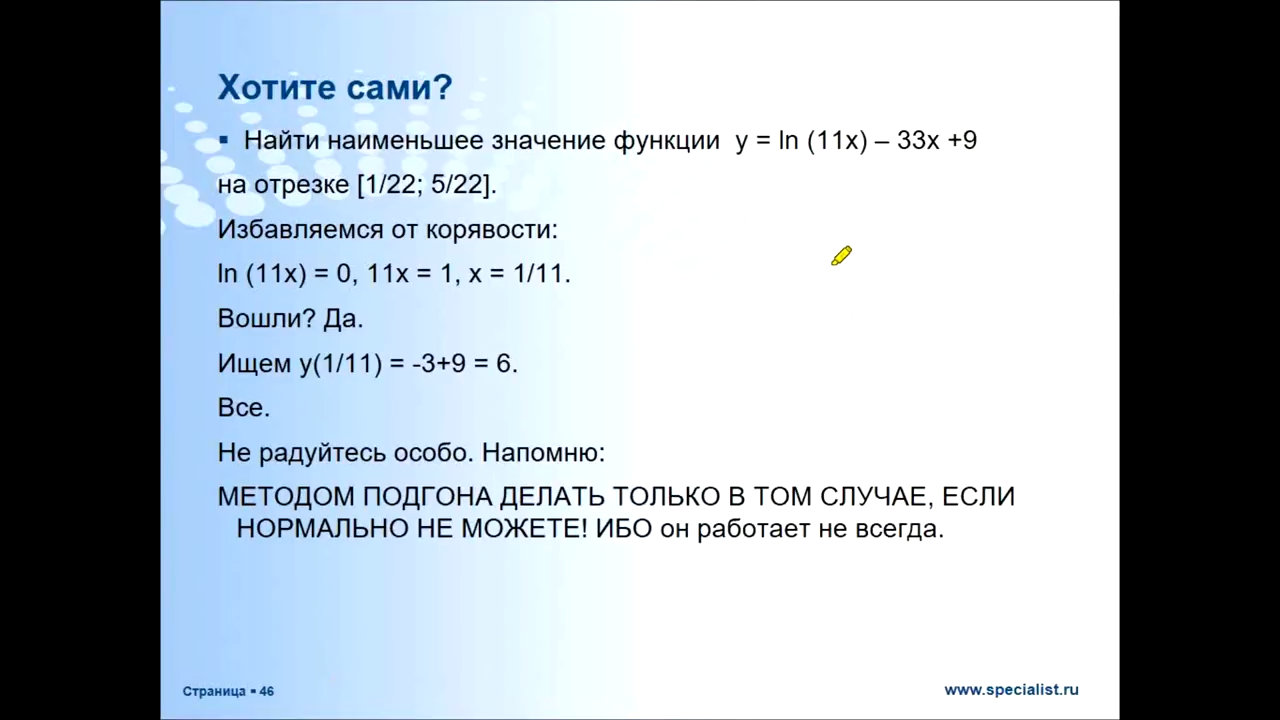 Хотите сами?
▪ Найти наименьшее значение функции y = ln (11x) – 33x +9
на отрезке [1/22; 5/22].
Избавляемся от корявости:
ln (11x) = 0, 11x = 1, x = 1/11.
Вошли? Да.
Ищем y(1/11) = -3+9 = 6.
Все.
Не радуйтесь особо. Напомню:
МЕТОДОМ ПОДГОНА ДЕЛАТЬ ТОЛЬКО В ТОМ СЛУЧАЕ, ЕСЛИ
НОРМАЛЬНО НЕ МОЖЕТЕ! ИБО он работает не всегда.
Страница ▪ 46
www.specialist.ru